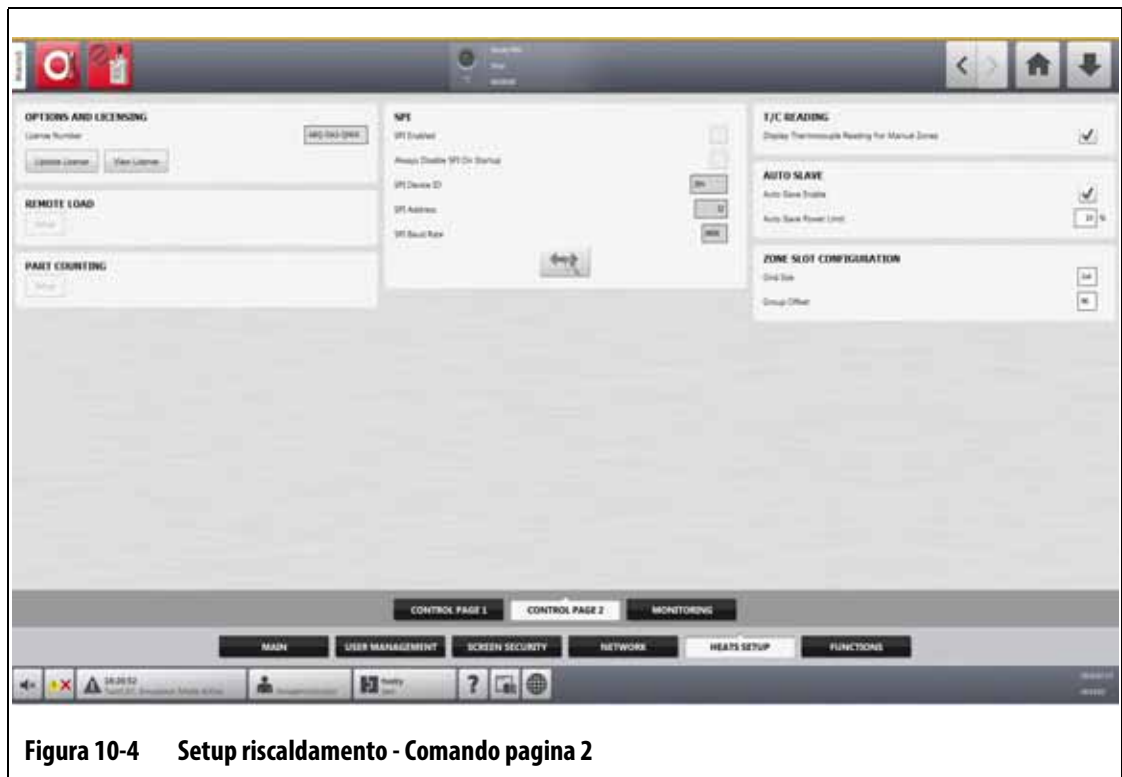 OPTIONS AND LICENSING
License Number
Update License View License
REMOTE LOAD
Setup
PART COUNTING
Setup
SPI
SPI Enabled
Always Disable SPI On Startup
SPI Device ID
SPI Address
32
SPI Baud Rate
9600
T/C READING
Display Thermocouple Reading for Manual Zones
AUTO SLAVE
Auto Slave Enable
Auto Slave Power Limit
%
ZONE SLOT CONFIGURATION
Grid Size
Group Offset
CONTROL PAGE 1 CONTROL PAGE 2 MONITORING
MAIN USER MANAGEMENT SCREEN SECURITY NETWORK HEATS SETUP FUNCTIONS
?
Figura 10-4 Setup riscaldamento - Comando pagina 2